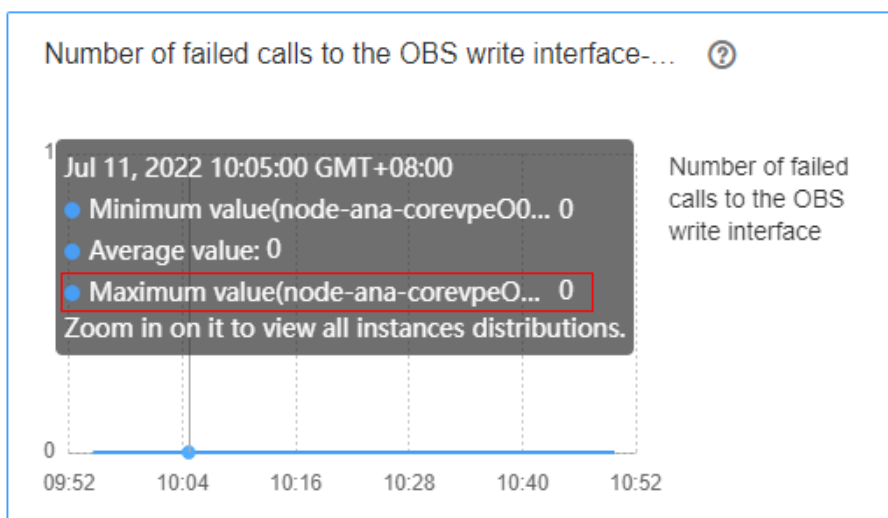 Number of failed calls to the OBS write interface-...
1
Jul 11, 2022 10:05:00 GMT+08:00
Minimum value(node-ana-corevpeO0... 0
Average value: 0
Maximum value(node-ana-corevpeO... 0
Zoom in on it to view all instances distributions.
Number of failed
calls to the OBS
write interface
0
09:52 10:04 10:16 10:28 10:40 10:52